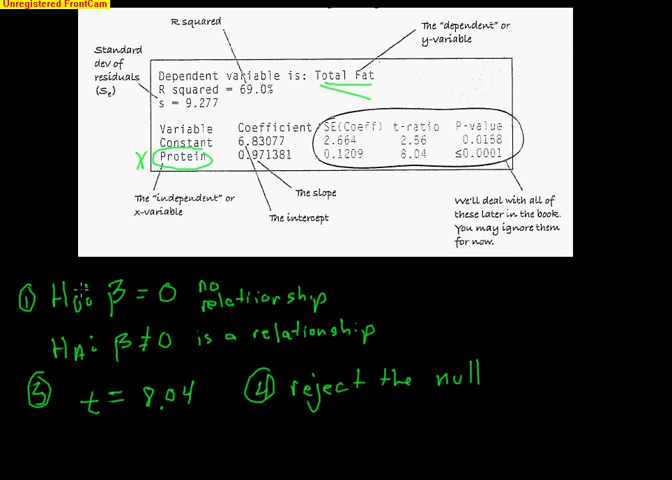 Unregistered FrontCam
R squared
The "dependent" or
y-variable
Standard
dev of
residuals
(Se)
Dependent variable is: Total Fat
R squared = 69.0%
s = 9.277
Variable Coefficient SE(Coeff) t-ratio P-value
Constant 6.83077 2.664 2.56 0.0158
X Protein 0.971381 0.1209 8.04 ≤0.0001
The "independent" or
x-variable
The slope
The intercept
We'll deal with all of
these later in the book.
You may ignore them
for now.
① H₀: β = 0 no relatiorship
HA: β ≠ 0 is a relationship
③ t = 8.04 ④ reject the null